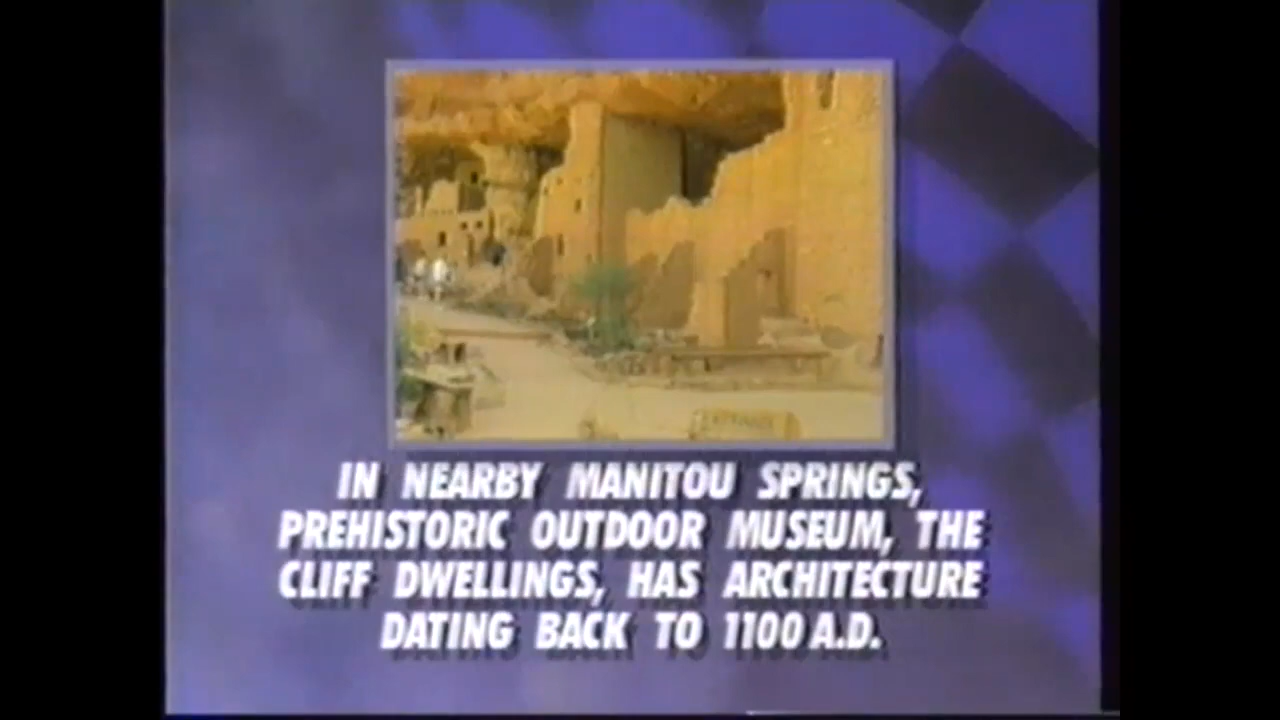 IN NEARBY MANITOU SPRINGS,
PREHISTORIC OUTDOOR MUSEUM, THE
CLIFF DWELLINGS, HAS ARCHITECTURE
DATING BACK TO 1100 A.D.